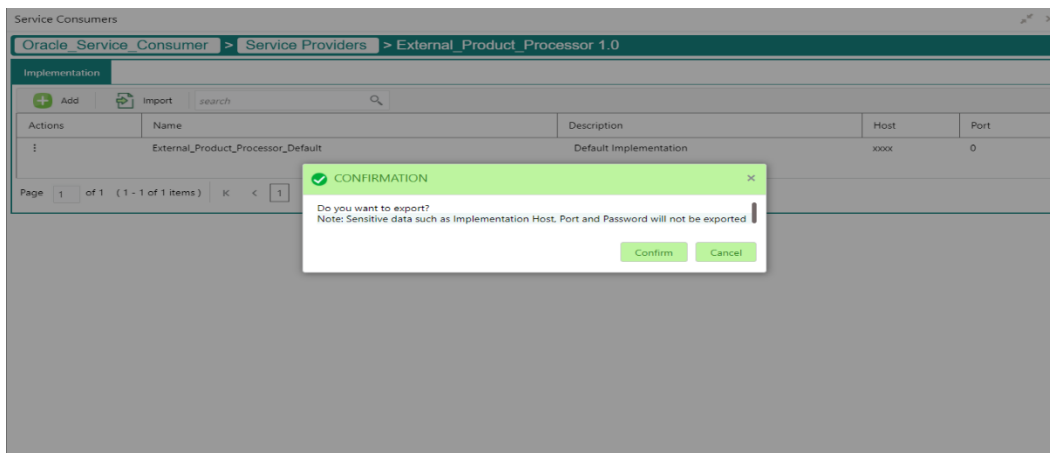 Service Consumers
Oracle_Service_Consumer > Service Providers > External_Product_Processor 1.0
Implementation
Add Import search
Actions Name Description Host Port
External_Product_Processor_Default Default Implementation xxxx 0
Page 1 of 1 (1 - 1 of 1 items) K < 1
CONFIRMATION ×
Do you want to export?
Note: Sensitive data such as Implementation Host, Port and Password will not be exported
Confirm Cancel